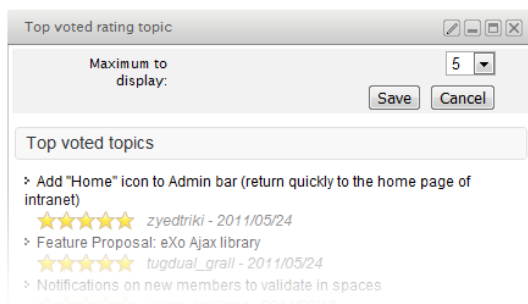 Top voted rating topic
Maximum to
display:
5
Save Cancel
Top voted topics
Add "Home" icon to Admin bar (return quickly to the home page of
intranet)
zyedtriki - 2011/05/24
Feature Proposal: eXo Ajax library
tugdual_grall - 2011/05/24
Notifications on new members to validate in spaces